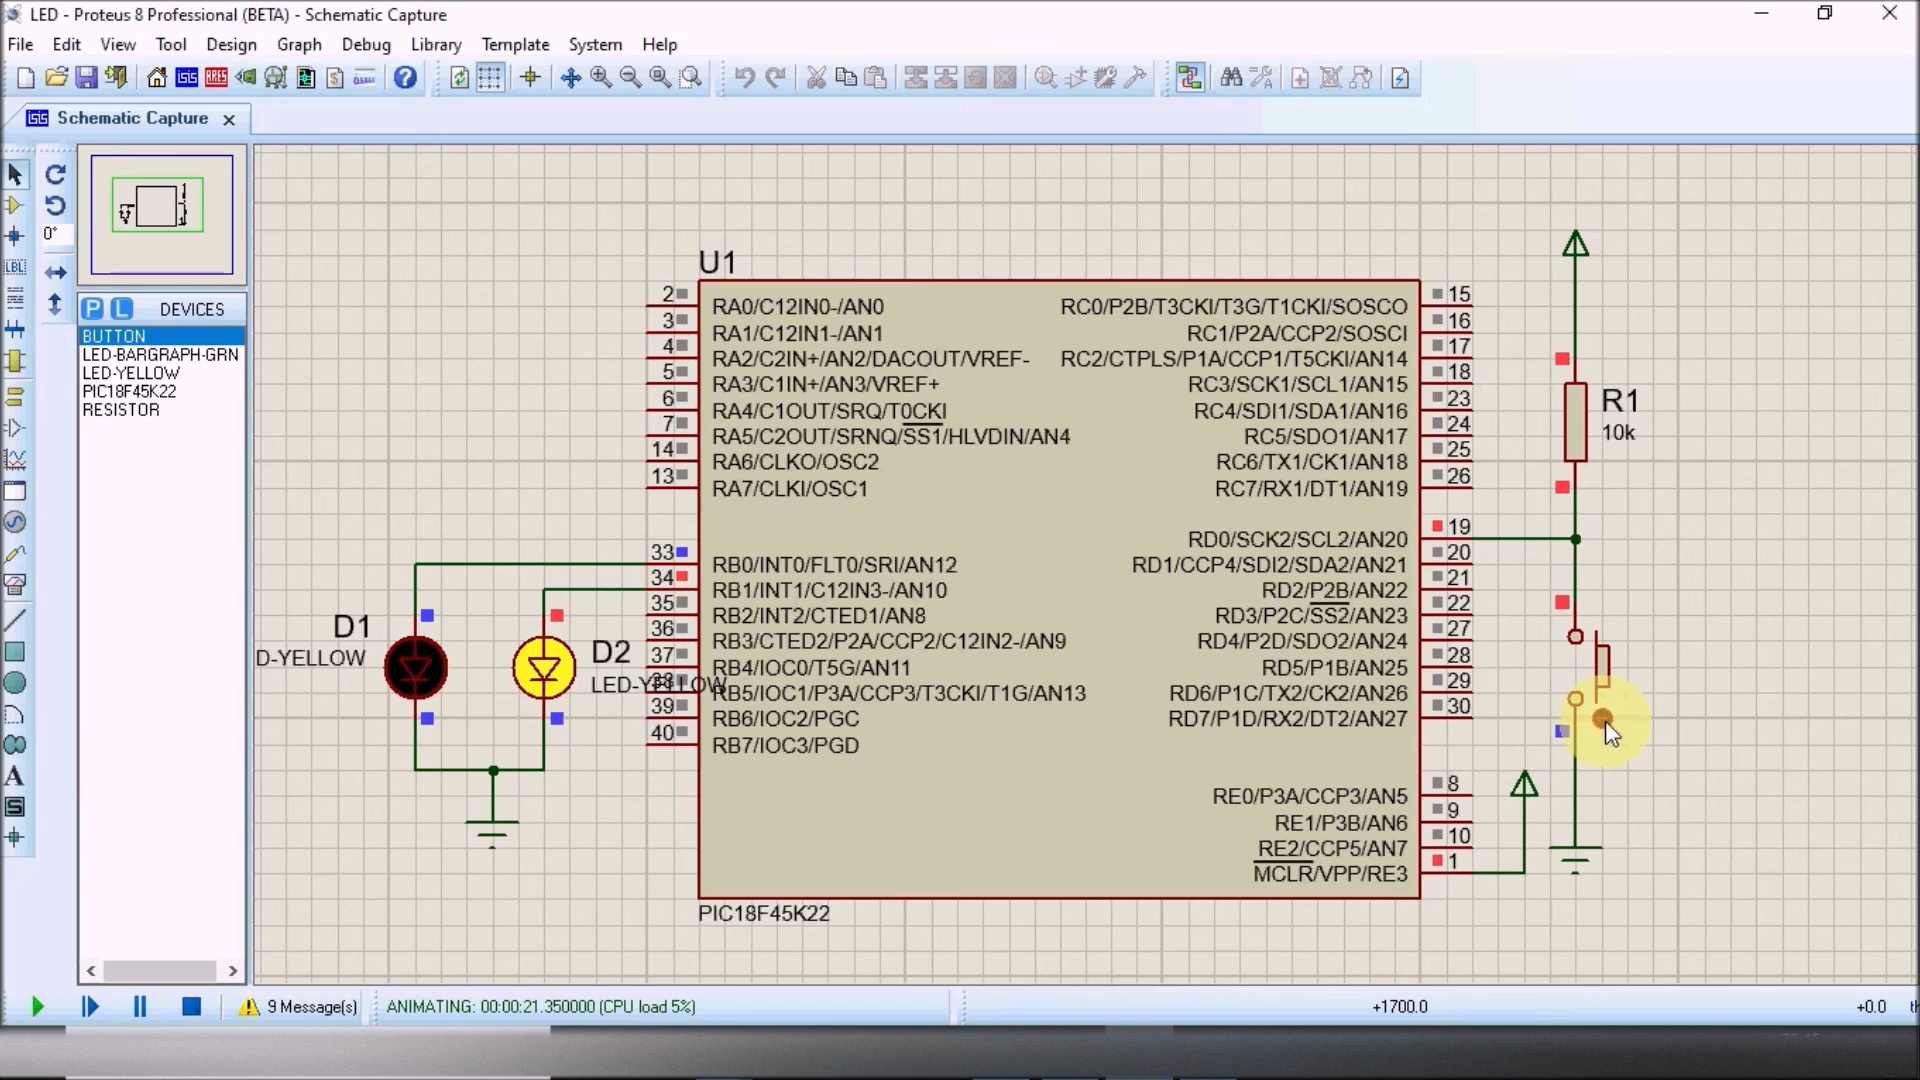 LED - Proteus 8 Professional (BETA) - Schematic Capture
File Edit View Tool Design Graph Debug Library Template System Help
Schematic Capture
0°
LBL
P L DEVICES
BUTTON
LED-BARGRAPH-GRN
LED-YELLOW
PIC18F45K22
RESISTOR
U1
2 RA0/C12IN0-/AN0
3 RA1/C12IN1-/AN1
4 RA2/C2IN+/AN2/DACOUT/VREF-
5 RA3/C1IN+/AN3/VREF+
6 RA4/C1OUT/SRQ/T0CKI
7 RA5/C2OUT/SRNQ/SS1/HLVDIN/AN4
14 RA6/CLKO/OSC2
13 RA7/CLKI/OSC1
33 RB0/INT0/FLT0/SRI/AN12
34 RB1/INT1/C12IN3-/AN10
35 RB2/INT2/CTED1/AN8
36 RB3/CTED2/P2A/CCP2/C12IN2-/AN9
37 RB4/IOC0/T5G/AN11
38 RB5/IOC1/P3A/CCP3/T3CKI/T1G/AN13
39 RB6/IOC2/PGC
40 RB7/IOC3/PGD
RC0/P2B/T3CKI/T3G/T1CKI/SOSCO 15
RC1/P2A/CCP2/SOSCI 16
RC2/CTPLS/P1A/CCP1/T5CKI/AN14 17
RC3/SCK1/SCL1/AN15 18
RC4/SDI1/SDA1/AN16 23
RC5/SDO1/AN17 24
RC6/TX1/CK1/AN18 25
RC7/RX1/DT1/AN19 26
RD0/SCK2/SCL2/AN20 19
RD1/CCP4/SDI2/SDA2/AN21 20
RD2/P2B/AN22 21
RD3/P2C/SS2/AN23 22
RD4/P2D/SDO2/AN24 27
RD5/P1B/AN25 28
RD6/P1C/TX2/CK2/AN26 29
RD7/P1D/RX2/DT2/AN27 30
RE0/P3A/CCP3/AN5 8
RE1/P3B/AN6 9
RE2/CCP5/AN7 10
MCLR/VPP/RE3 1
PIC18F45K22
D1
D-YELLOW
D2
LED-YELLOW
R1
10k
9 Message(s)
ANIMATING: 00:00:21.350000 (CPU load 5%)
+1700.0
+0.0